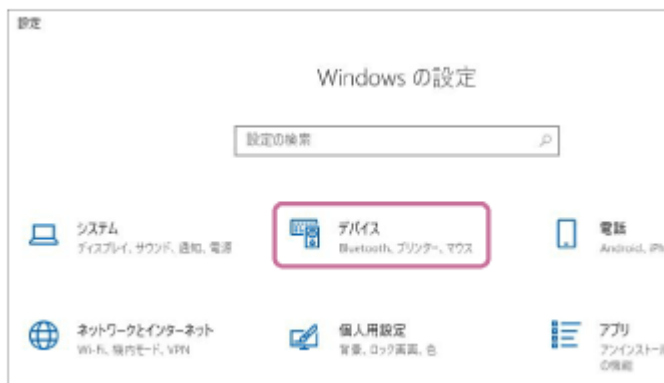 設定
Windows の設定
設定の検索
システム
ディスプレイ、サウンド、通知、電源
デバイス
Bluetooth、プリンター、マウス
電話
Android、iPh
ネットワークとインターネット
Wi-Fi、機内モード、VPN
個人用設定
背景、ロック画面、色
アプリ
アンインストー
の機能